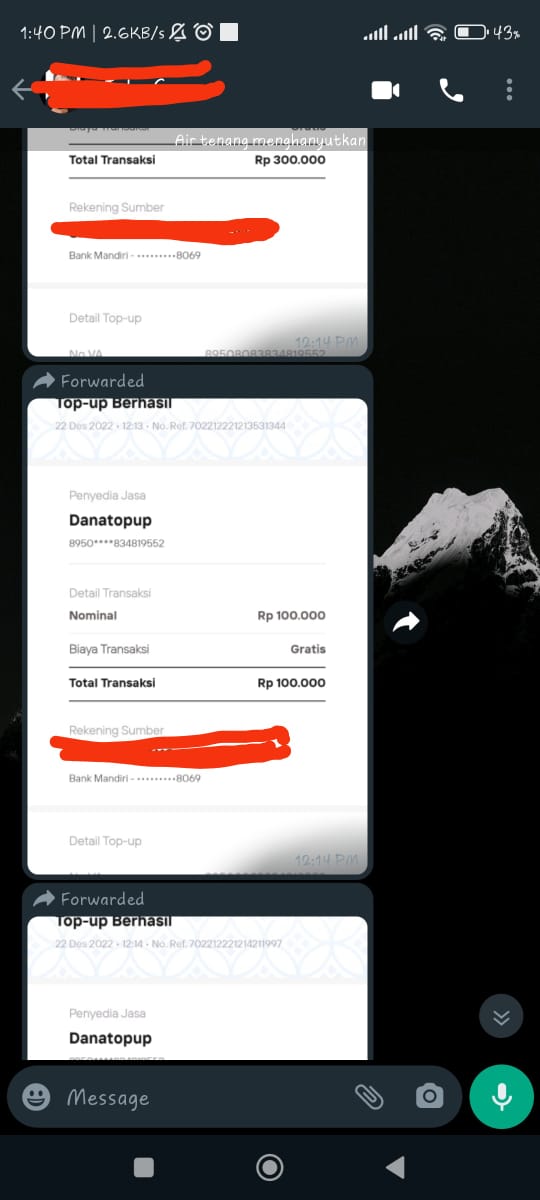 1:40 PM | 2.6KB/s 43%
Biaya Transaksi Gratis
Air tenang menghanyutkan
Total Transaksi Rp 300.000
Rekening Sumber
Bank Mandiri - •••••••••8069
Detail Top-up
12:14 PM
No VA 89508083834819552
Forwarded
Top-up Berhasil
22 Des 2022 • 12:13 • No. Ref. 702212221213531344
Penyedia Jasa
Danatopup
8950****834819552
Detail Transaksi
Nominal Rp 100.000
Biaya Transaksi Gratis
Total Transaksi Rp 100.000
Rekening Sumber
Bank Mandiri - •••••••••8069
Detail Top-up
12:14 PM
Forwarded
Top-up Berhasil
22 Des 2022 • 12:14 • No. Ref. 702212221214211997
Penyedia Jasa
Danatopup
Message